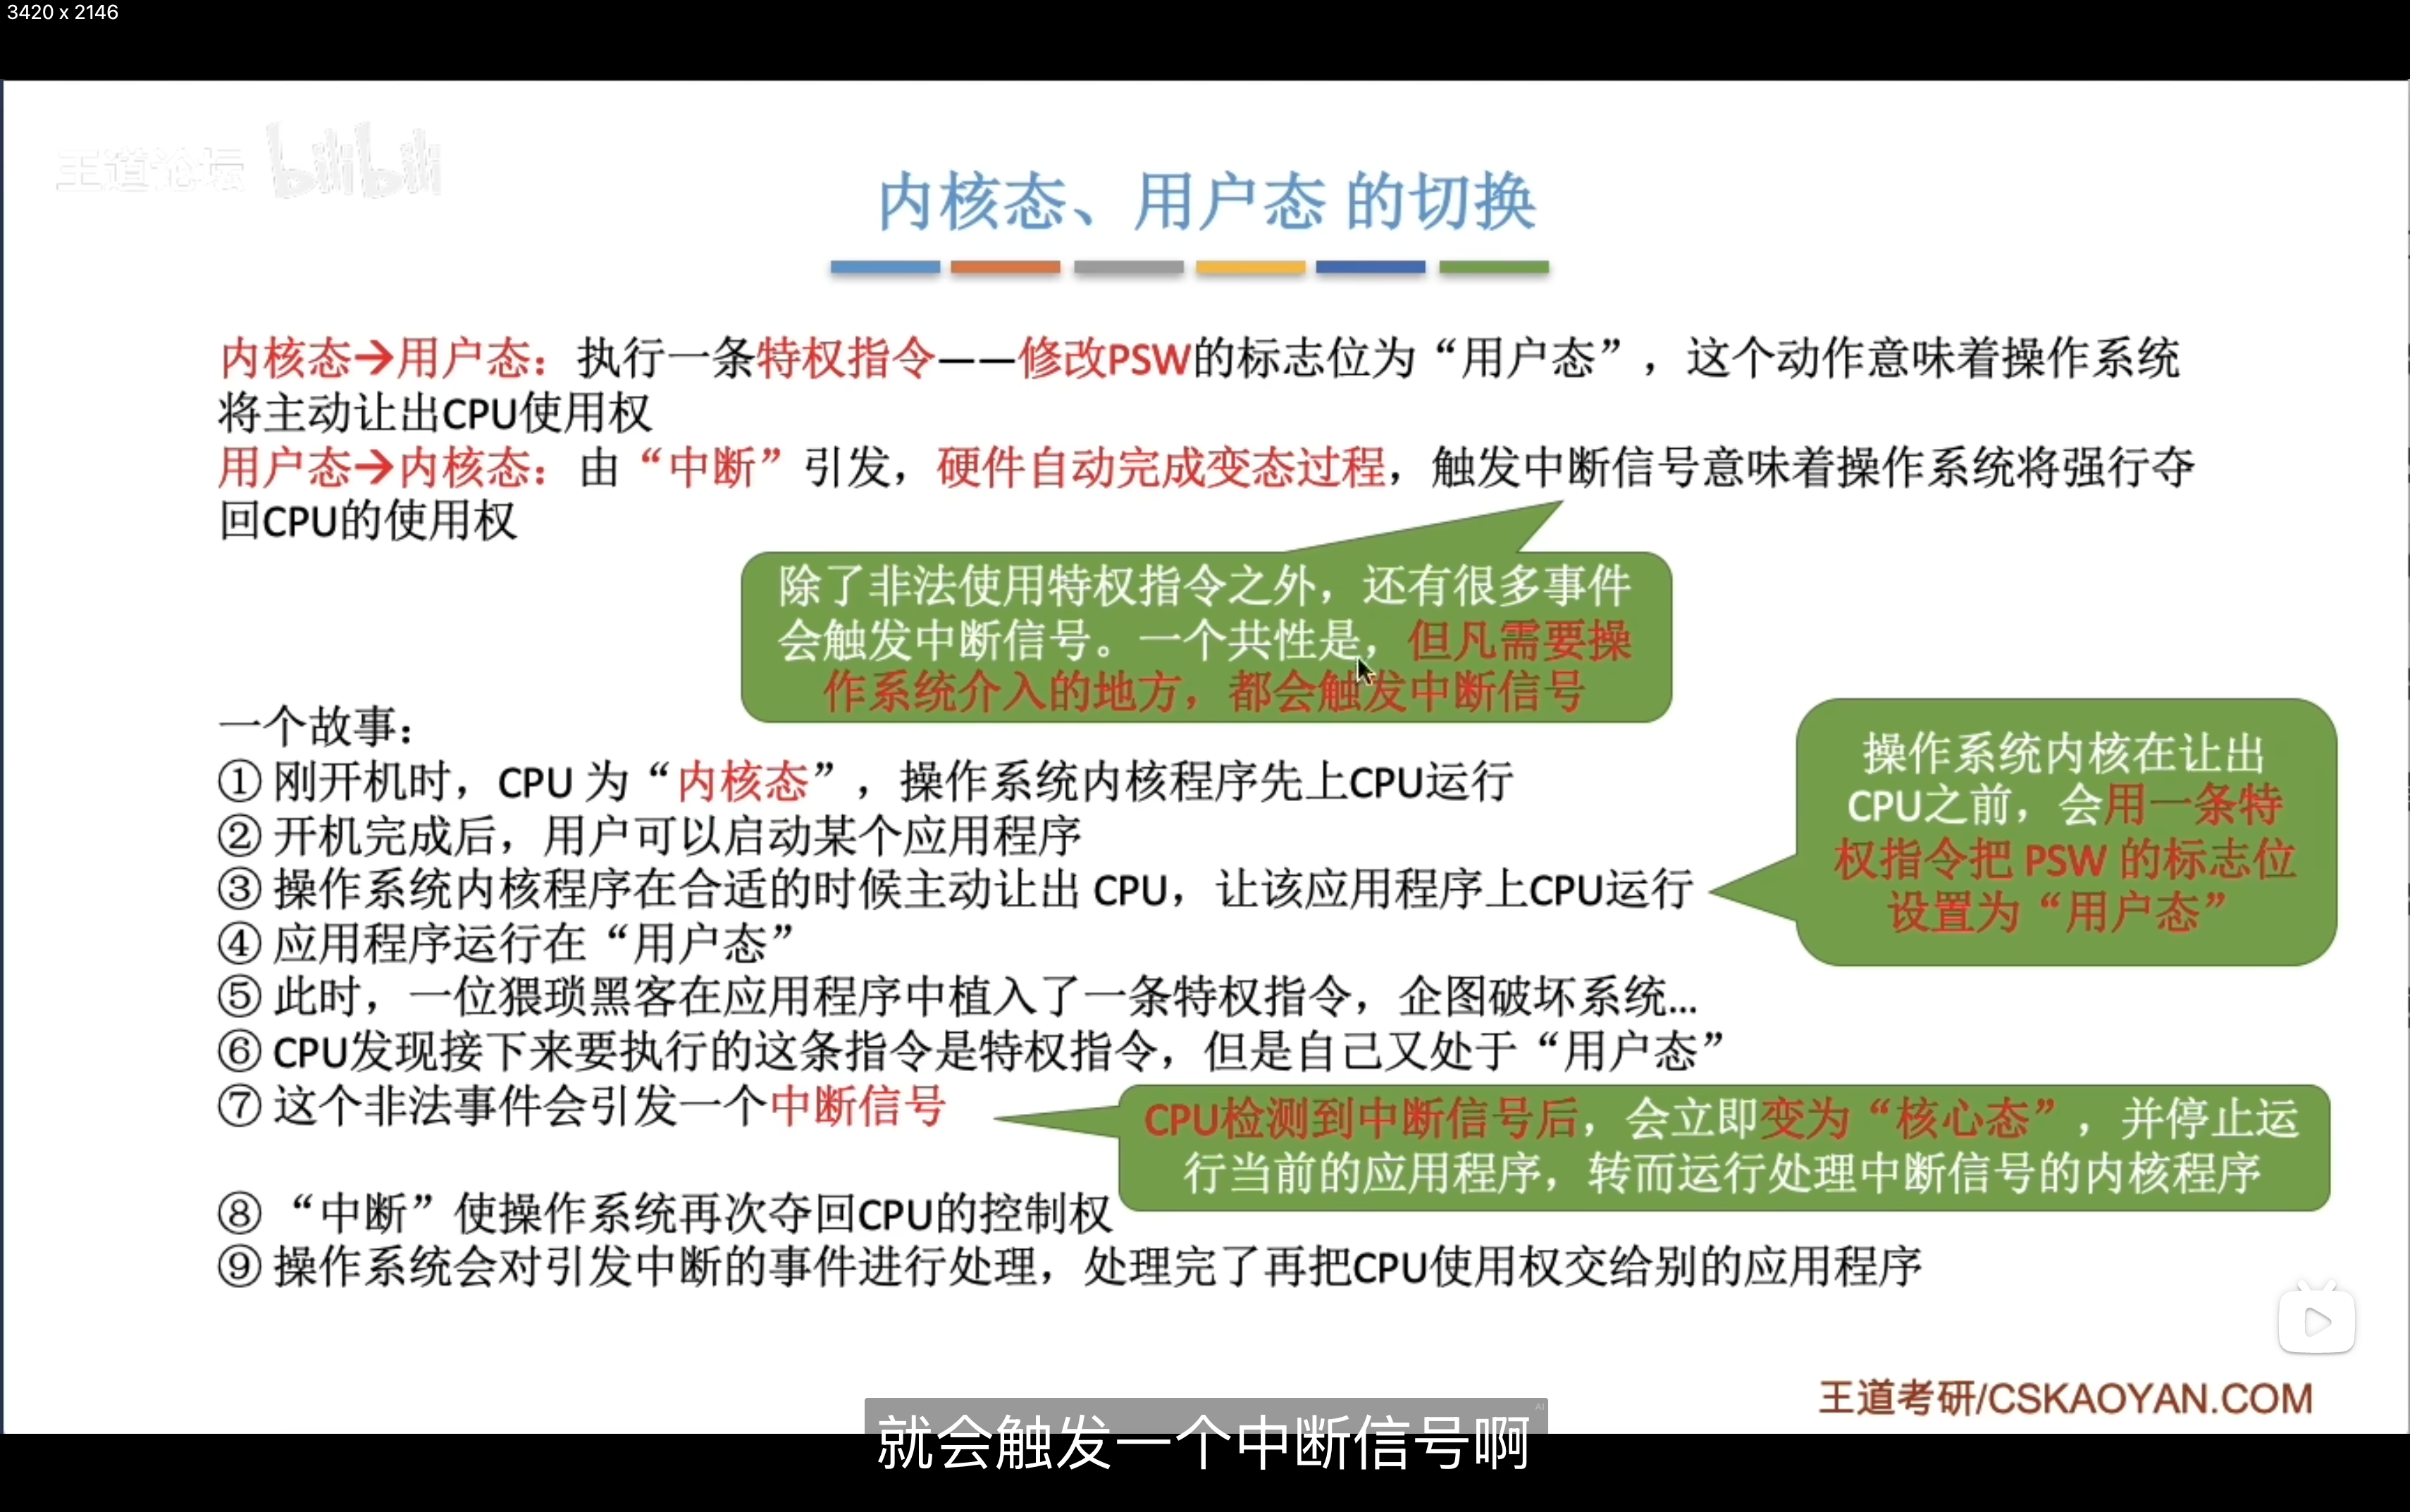 3420 x 2146
王道论坛 bilibili
内核态、用户态 的切换
内核态→用户态：执行一条特权指令——修改PSW的标志位为“用户态”，这个动作意味着操作系统
将主动让出CPU使用权
用户态→内核态：由“中断”引发，硬件自动完成变态过程，触发中断信号意味着操作系统将强行夺
回CPU的使用权
除了非法使用特权指令之外，还有很多事件
会触发中断信号。一个共性是，但凡需要操
作系统介入的地方，都会触发中断信号
一个故事：
① 刚开机时，CPU 为“内核态”，操作系统内核程序先上CPU运行
② 开机完成后，用户可以启动某个应用程序
③ 操作系统内核程序在合适的时候主动让出 CPU，让该应用程序上CPU运行
操作系统内核在让出
CPU之前，会用一条特
权指令把 PSW 的标志位
设置为“用户态”
④ 应用程序运行在“用户态”
⑤ 此时，一位猥琐黑客在应用程序中植入了一条特权指令，企图破坏系统...
⑥ CPU发现接下来要执行的这条指令是特权指令，但是自己又处于“用户态”
⑦ 这个非法事件会引发一个中断信号
CPU检测到中断信号后，会立即变为“核心态”，并停止运
行当前的应用程序，转而运行处理中断信号的内核程序
⑧ “中断”使操作系统再次夺回CPU的控制权
⑨ 操作系统会对引发中断的事件进行处理，处理完了再把CPU使用权交给别的应用程序
王道考研/CSKAOYAN.COM
AI
就会触发一个中断信号啊